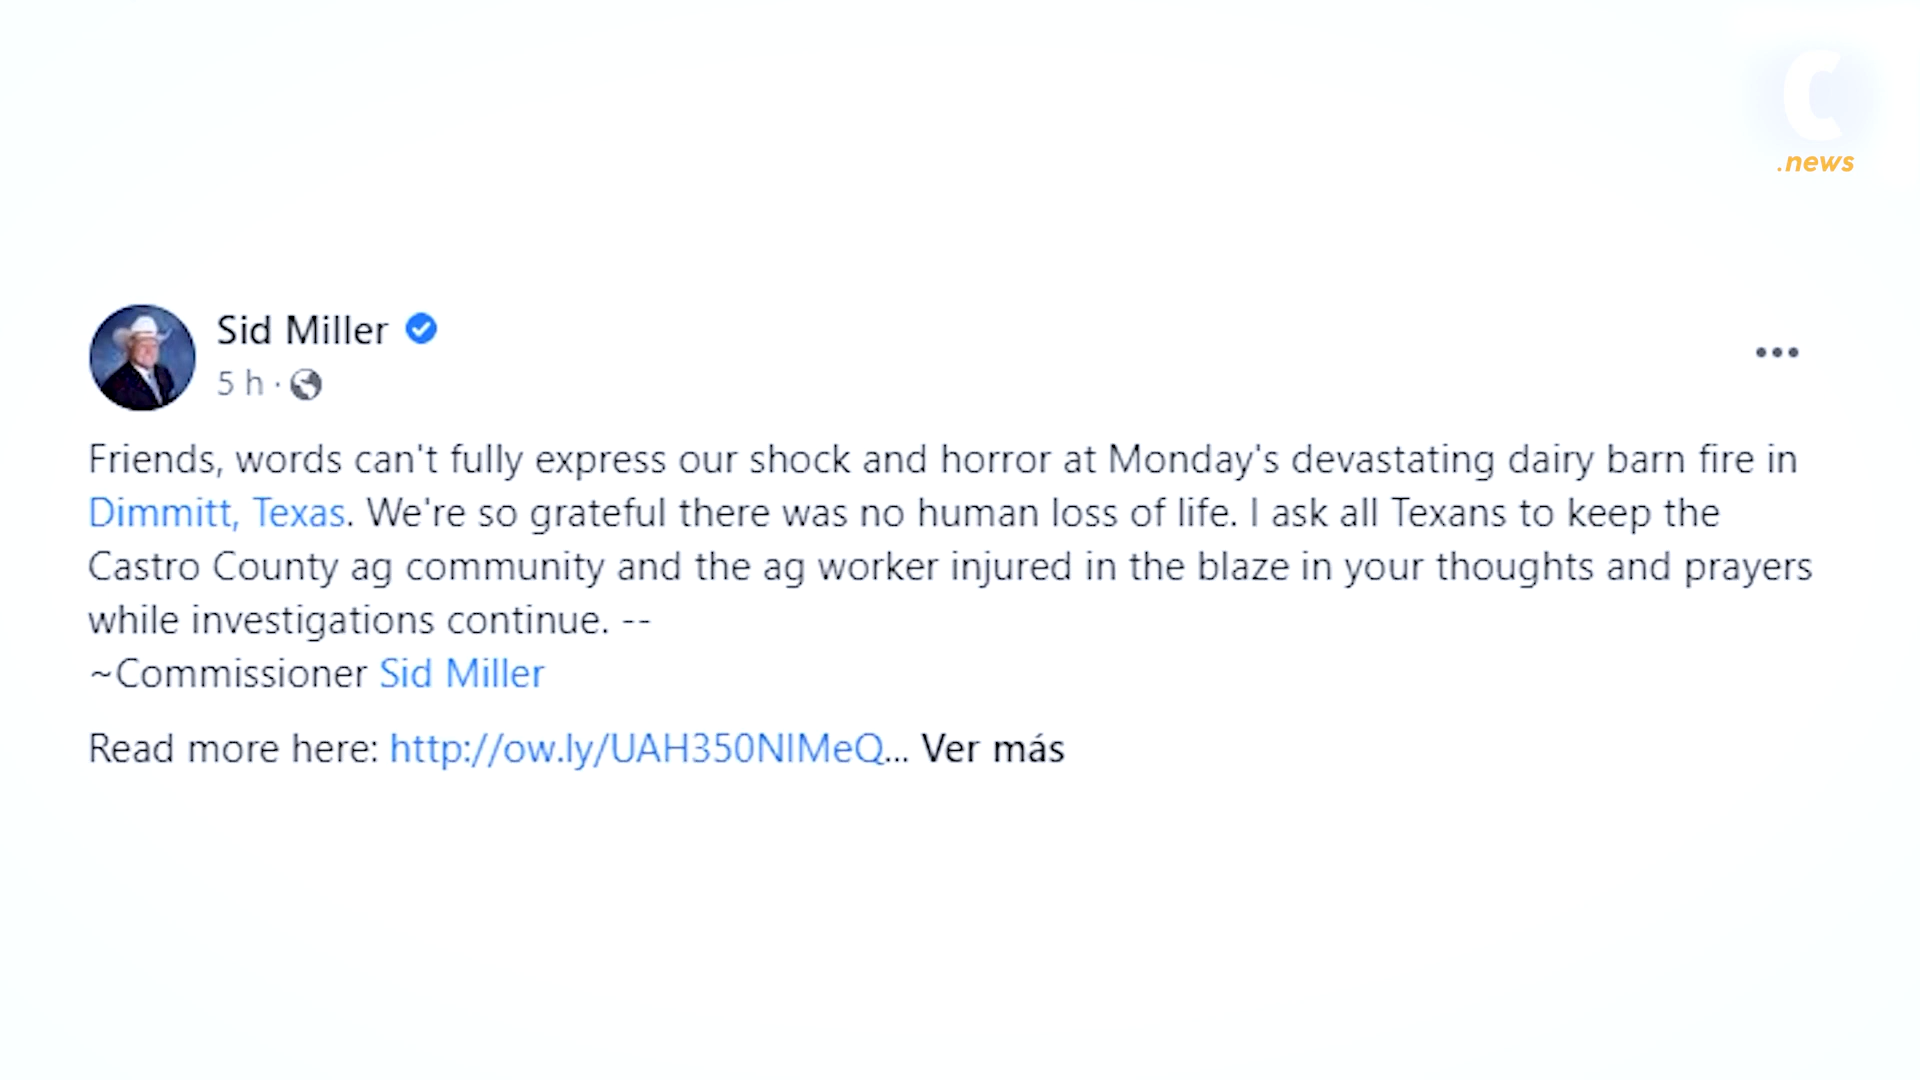 C
.news
Sid Miller
5 h ·
Friends, words can't fully express our shock and horror at Monday's devastating dairy barn fire in
Dimmitt, Texas. We're so grateful there was no human loss of life. I ask all Texans to keep the
Castro County ag community and the ag worker injured in the blaze in your thoughts and prayers
while investigations continue. --
~Commissioner Sid Miller
Read more here: http://ow.ly/UAH350NIMeQ... Ver más